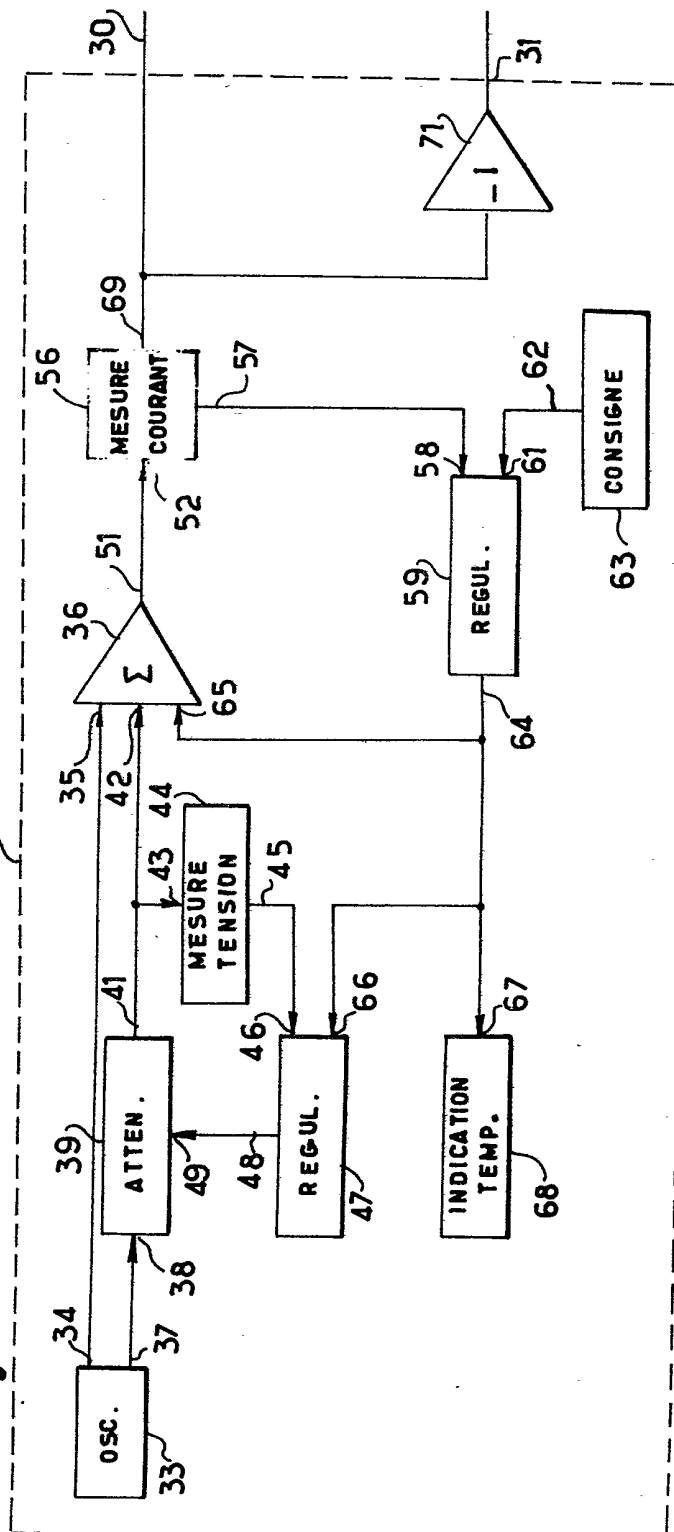 30
31
71
-1
69
56
MESURE
COURANT
57
52
51
36
Σ
35
42
65
58
61
62
59
REGUL.
CONSIGNE
63
64
43
44
MESURE
TENSION
45
41
39
ATTEN.
49
38
46
66
48
REGUL.
47
67
INDICATION
TEMP.
68
34
37
OSC.
33